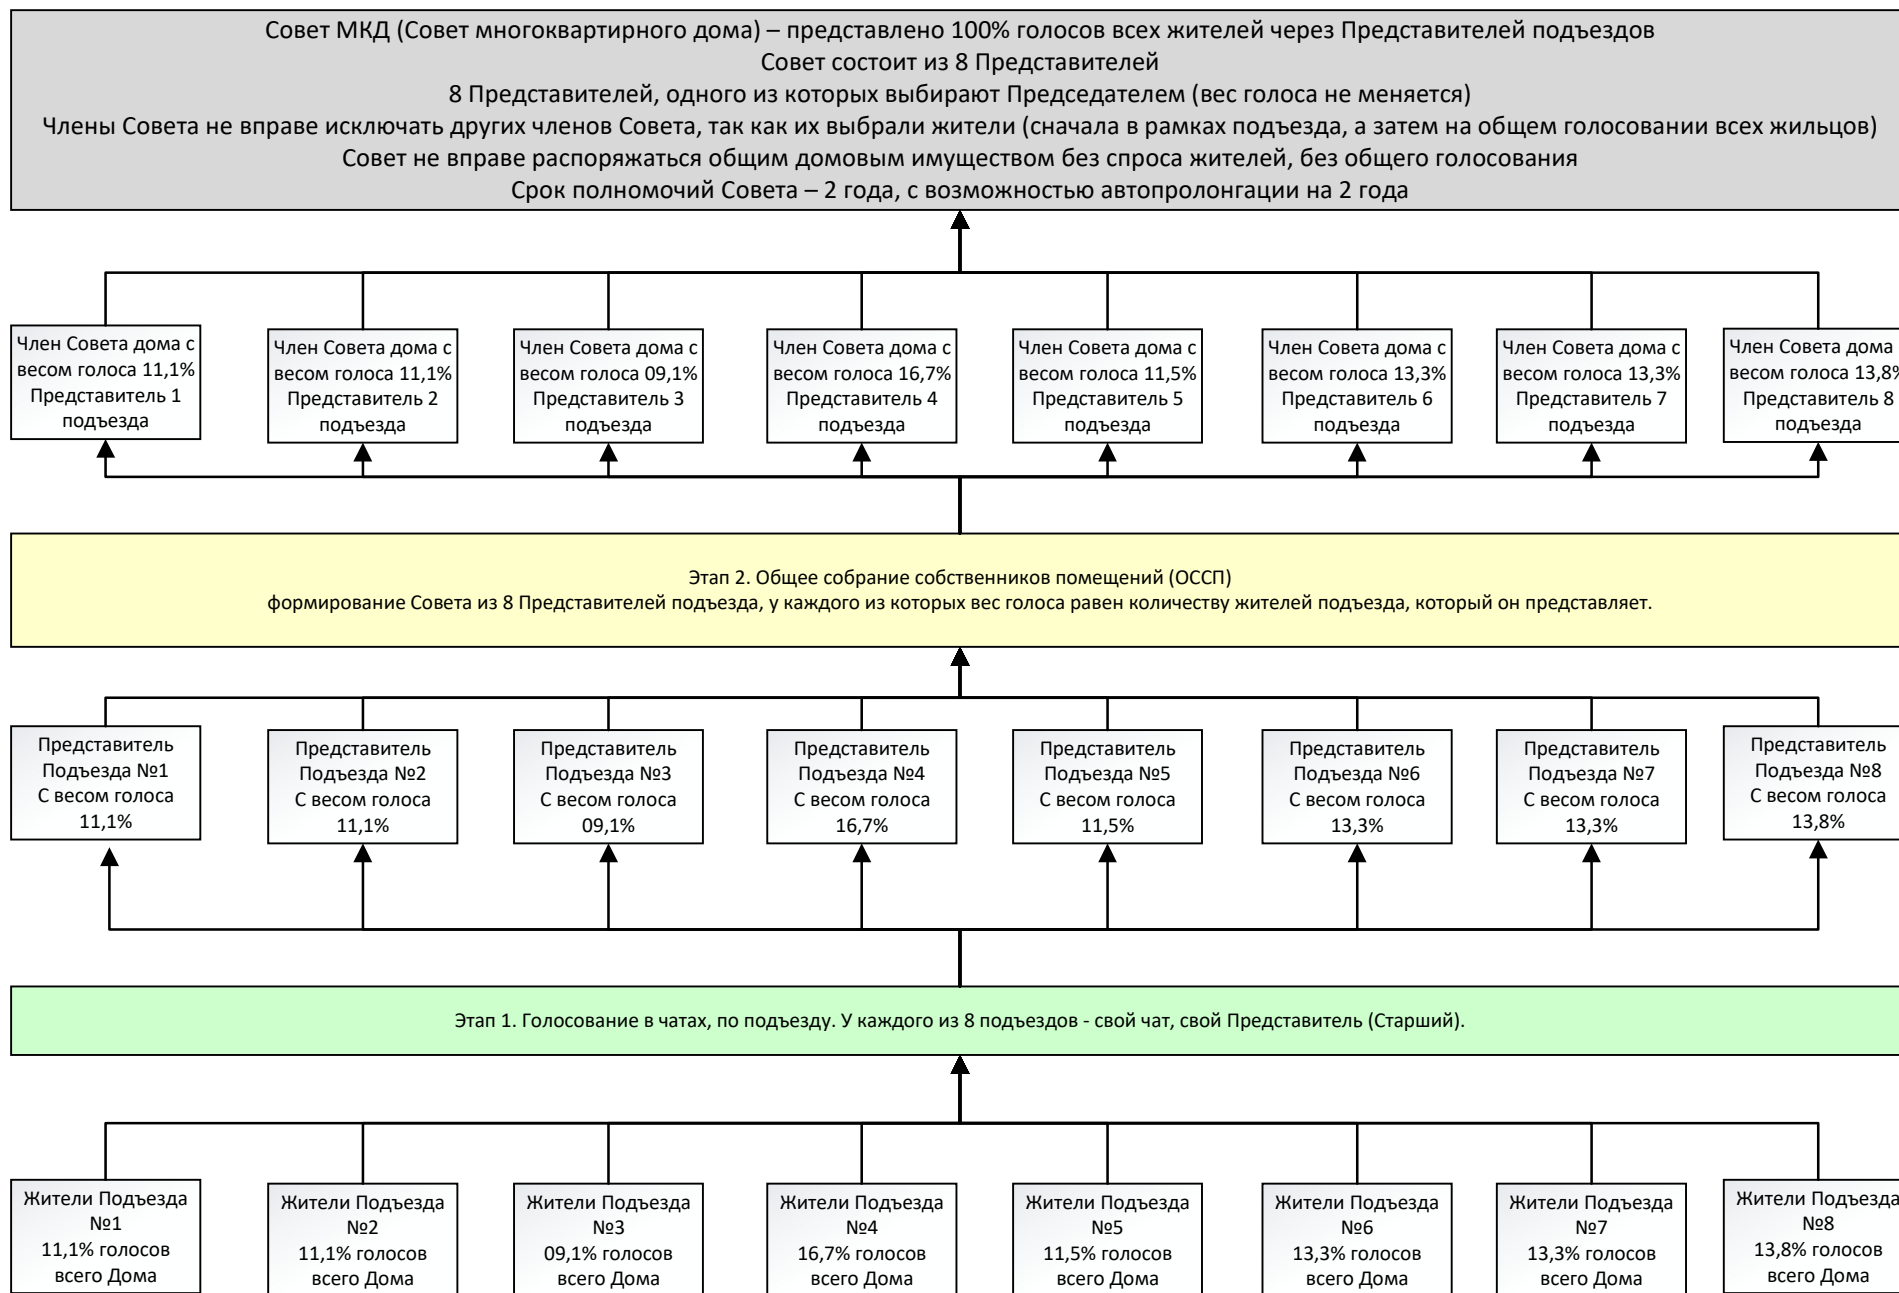 Совет МКД (Совет многоквартирного дома) – представлено 100% голосов всех жителей через Представителей подъездов
Совет состоит из 8 Представителей
8 Представителей, одного из которых выбирают Председателем (вес голоса не меняется)
Члены Совета не вправе исключать других членов Совета, так как их выбрали жители (сначала в рамках подъезда, а затем на общем голосовании всех жильцов)
Совет не вправе распоряжаться общим домовым имуществом без спроса жителей, без общего голосования
Срок полномочий Совета – 2 года, с возможностью автопролонгации на 2 года
Член Совета дома с
весом голоса 11,1%
Представитель 1
подъезда
Член Совета дома с
весом голоса 11,1%
Представитель 2
подъезда
Член Совета дома с
весом голоса 09,1%
Представитель 3
подъезда
Член Совета дома с
весом голоса 16,7%
Представитель 4
подъезда
Член Совета дома с
весом голоса 11,5%
Представитель 5
подъезда
Член Совета дома с
весом голоса 13,3%
Представитель 6
подъезда
Член Совета дома с
весом голоса 13,3%
Представитель 7
подъезда
Член Совета дома
весом голоса 13,8%
Представитель 8
подъезда
Этап 2. Общее собрание собственников помещений (ОССП)
формирование Совета из 8 Представителей подъезда, у каждого из которых вес голоса равен количеству жителей подъезда, который он представляет.
Представитель
Подъезда №1
С весом голоса
11,1%
Представитель
Подъезда №2
С весом голоса
11,1%
Представитель
Подъезда №3
С весом голоса
09,1%
Представитель
Подъезда №4
С весом голоса
16,7%
Представитель
Подъезда №5
С весом голоса
11,5%
Представитель
Подъезда №6
С весом голоса
13,3%
Представитель
Подъезда №7
С весом голоса
13,3%
Представитель
Подъезда №8
С весом голоса
13,8%
Этап 1. Голосование в чатах, по подъезду. У каждого из 8 подъездов - свой чат, свой Представитель (Старший).
Жители Подъезда
№1
11,1% голосов
всего Дома
Жители Подъезда
№2
11,1% голосов
всего Дома
Жители Подъезда
№3
09,1% голосов
всего Дома
Жители Подъезда
№4
16,7% голосов
всего Дома
Жители Подъезда
№5
11,5% голосов
всего Дома
Жители Подъезда
№6
13,3% голосов
всего Дома
Жители Подъезда
№7
13,3% голосов
всего Дома
Жители Подъезда
№8
13,8% голосов
всего Дома